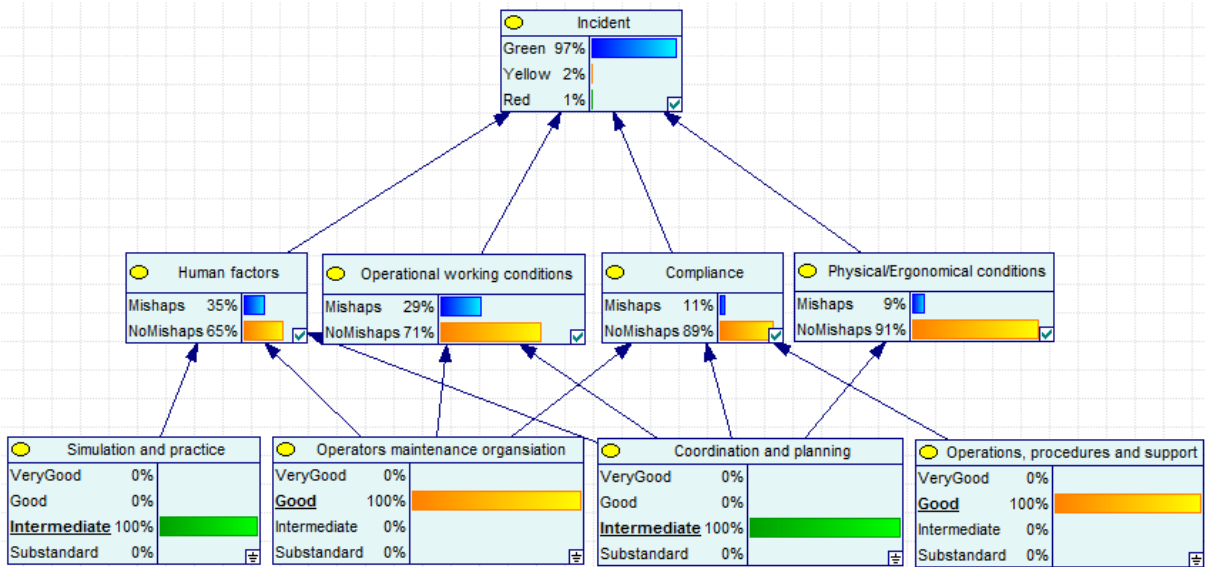 Incident
Green 97%
Yellow 2%
Red 1%
Human factors
Mishaps 35%
NoMishaps 65%
Operational working conditions
Mishaps 29%
NoMishaps 71%
Compliance
Mishaps 11%
NoMishaps 89%
Physical/Ergonomical conditions
Mishaps 9%
NoMishaps 91%
Simulation and practice
VeryGood 0%
Good 0%
Intermediate 100%
Substandard 0%
Operators maintenance organsiation
VeryGood 0%
Good 100%
Intermediate 0%
Substandard 0%
Coordination and planning
VeryGood 0%
Good 0%
Intermediate 100%
Substandard 0%
Operations, procedures and support
VeryGood 0%
Good 100%
Intermediate 0%
Substandard 0%